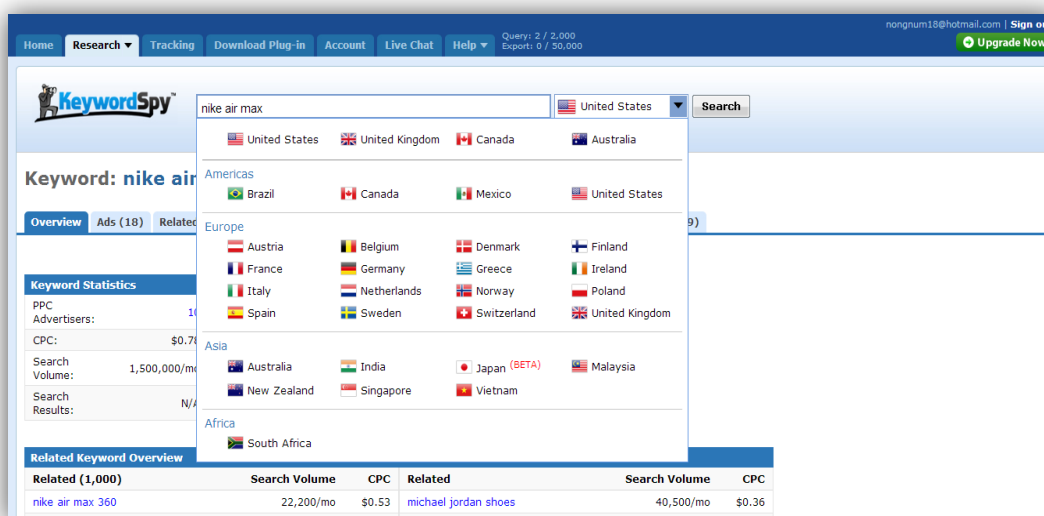 nongnum18@hotmail.com | Sign ou
Home Research ▼ Tracking Download Plug-in Account Live Chat Help ▼ Query: 2 / 2,000
Export: 0 / 50,000
Upgrade Now
KeywordSpy™
nike air max United States Search
United States United Kingdom Canada Australia
Keyword: nike air
Americas
Brazil Canada Mexico United States
Overview Ads (18) Related 9)
Europe
Austria Belgium Denmark Finland
France Germany Greece Ireland
Italy Netherlands Norway Poland
Spain Sweden Switzerland United Kingdom
Keyword Statistics
PPC
Advertisers: 10
CPC: $0.78
Search
Volume: 1,500,000/mo
Search
Results: N/A
Asia
Australia India Japan (BETA) Malaysia
New Zealand Singapore Vietnam
Africa
South Africa
Related Keyword Overview
Related (1,000) Search Volume CPC Related Search Volume CPC
nike air max 360 22,200/mo $0.53 michael jordan shoes 40,500/mo $0.36